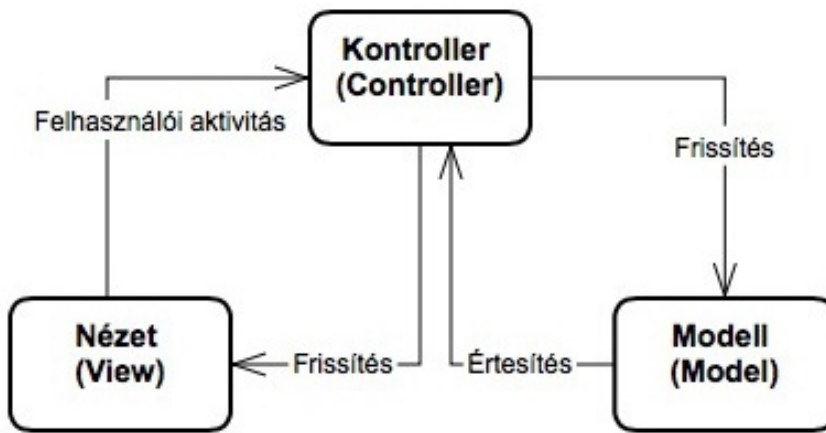 Kontroller
(Controller)
Felhasználói aktivitás
Frissítés
Nézet
(View)
Frissítés
Értesítés
Modell
(Model)